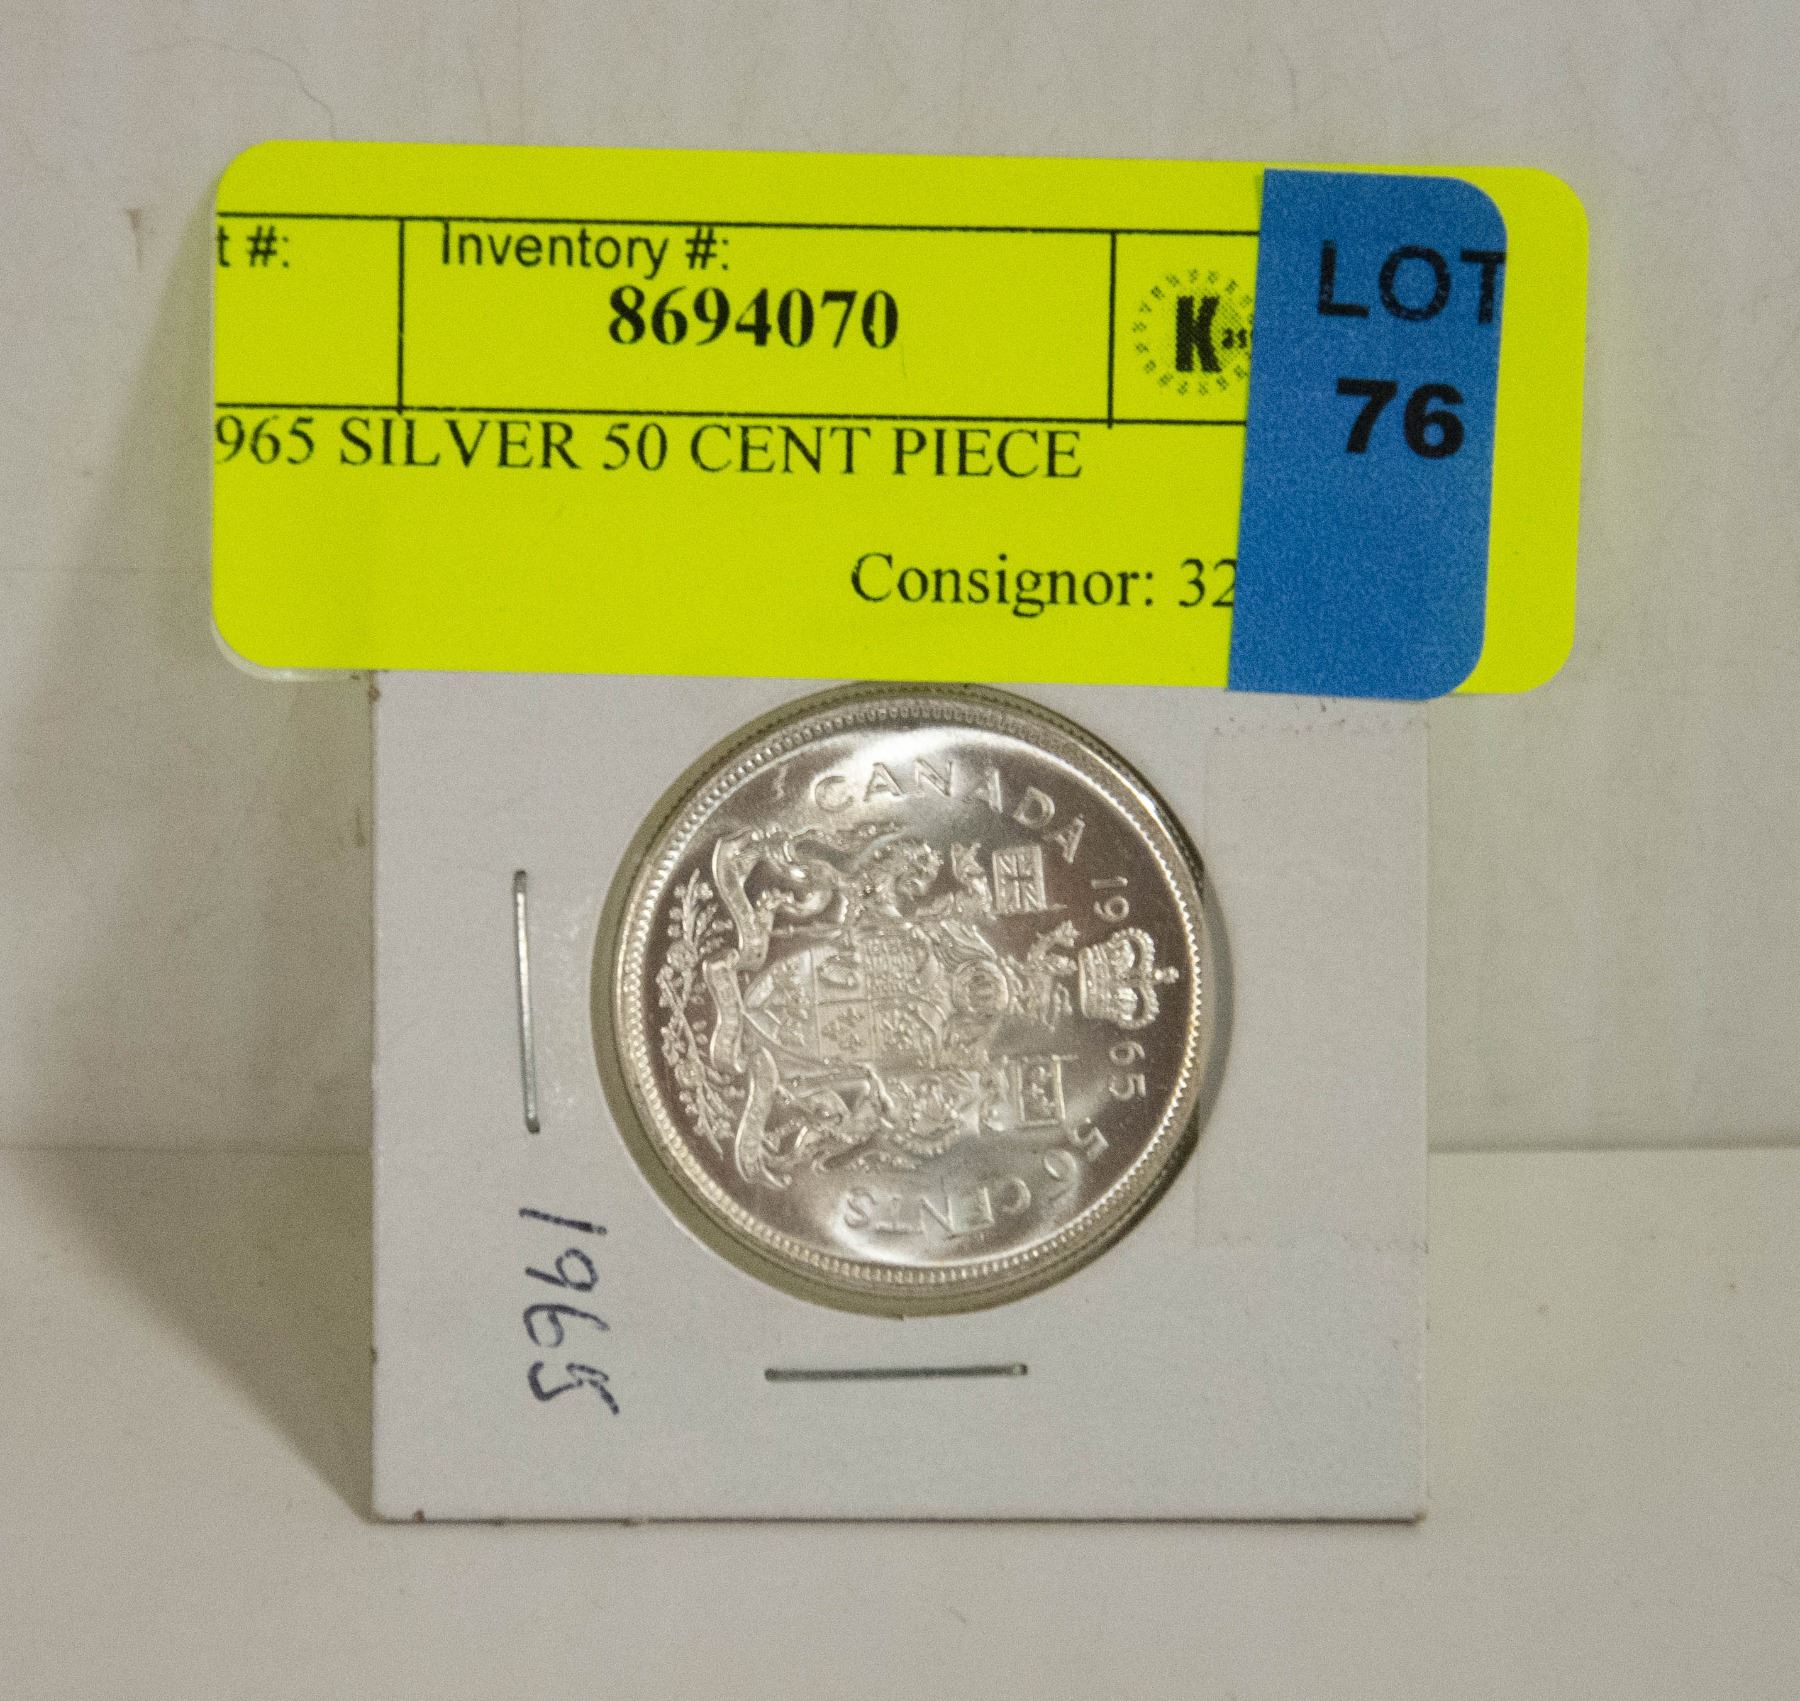 t #:
Inventory #:
8694070
K
LOT
76
965 SILVER 50 CENT PIECE
Consignor: 32
CANADA 1965 50 CENTS
1965